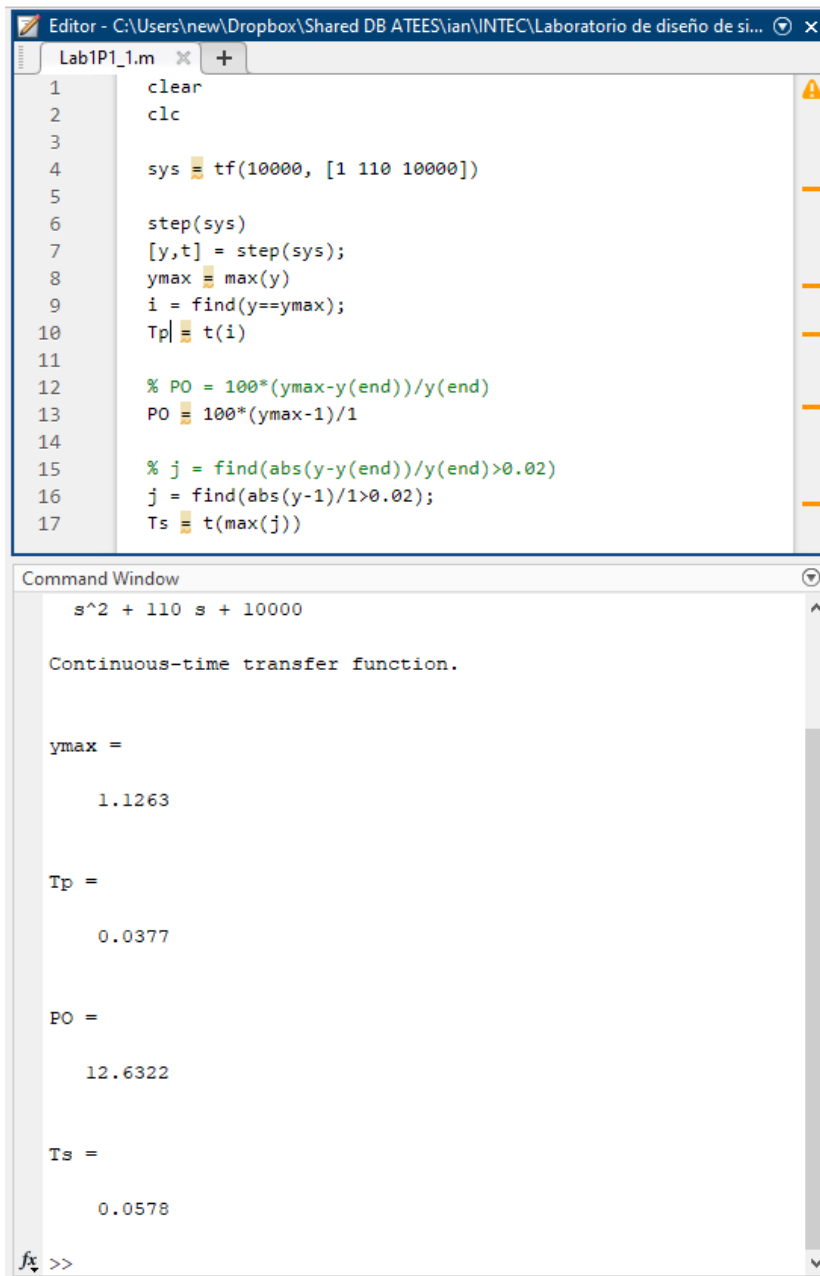 Editor - C:\Users\new\Dropbox\Shared DB ATEES\ian\INTEC\Laboratorio de diseño de si...
Lab1P1_1.m
1 clear
2 clc
3
4 sys = tf(10000, [1 110 10000])
5
6 step(sys)
7 [y,t] = step(sys);
8 ymax = max(y)
9 i = find(y==ymax);
10 Tp = t(i)
11
12 % PO = 100*(ymax-y(end))/y(end)
13 PO = 100*(ymax-1)/1
14
15 % j = find(abs(y-y(end))/y(end)>0.02)
16 j = find(abs(y-1)/1>0.02);
17 Ts = t(max(j))
Command Window
s^2 + 110 s + 10000
Continuous-time transfer function.
ymax =
1.1263
Tp =
0.0377
PO =
12.6322
Ts =
0.0578
fx >>